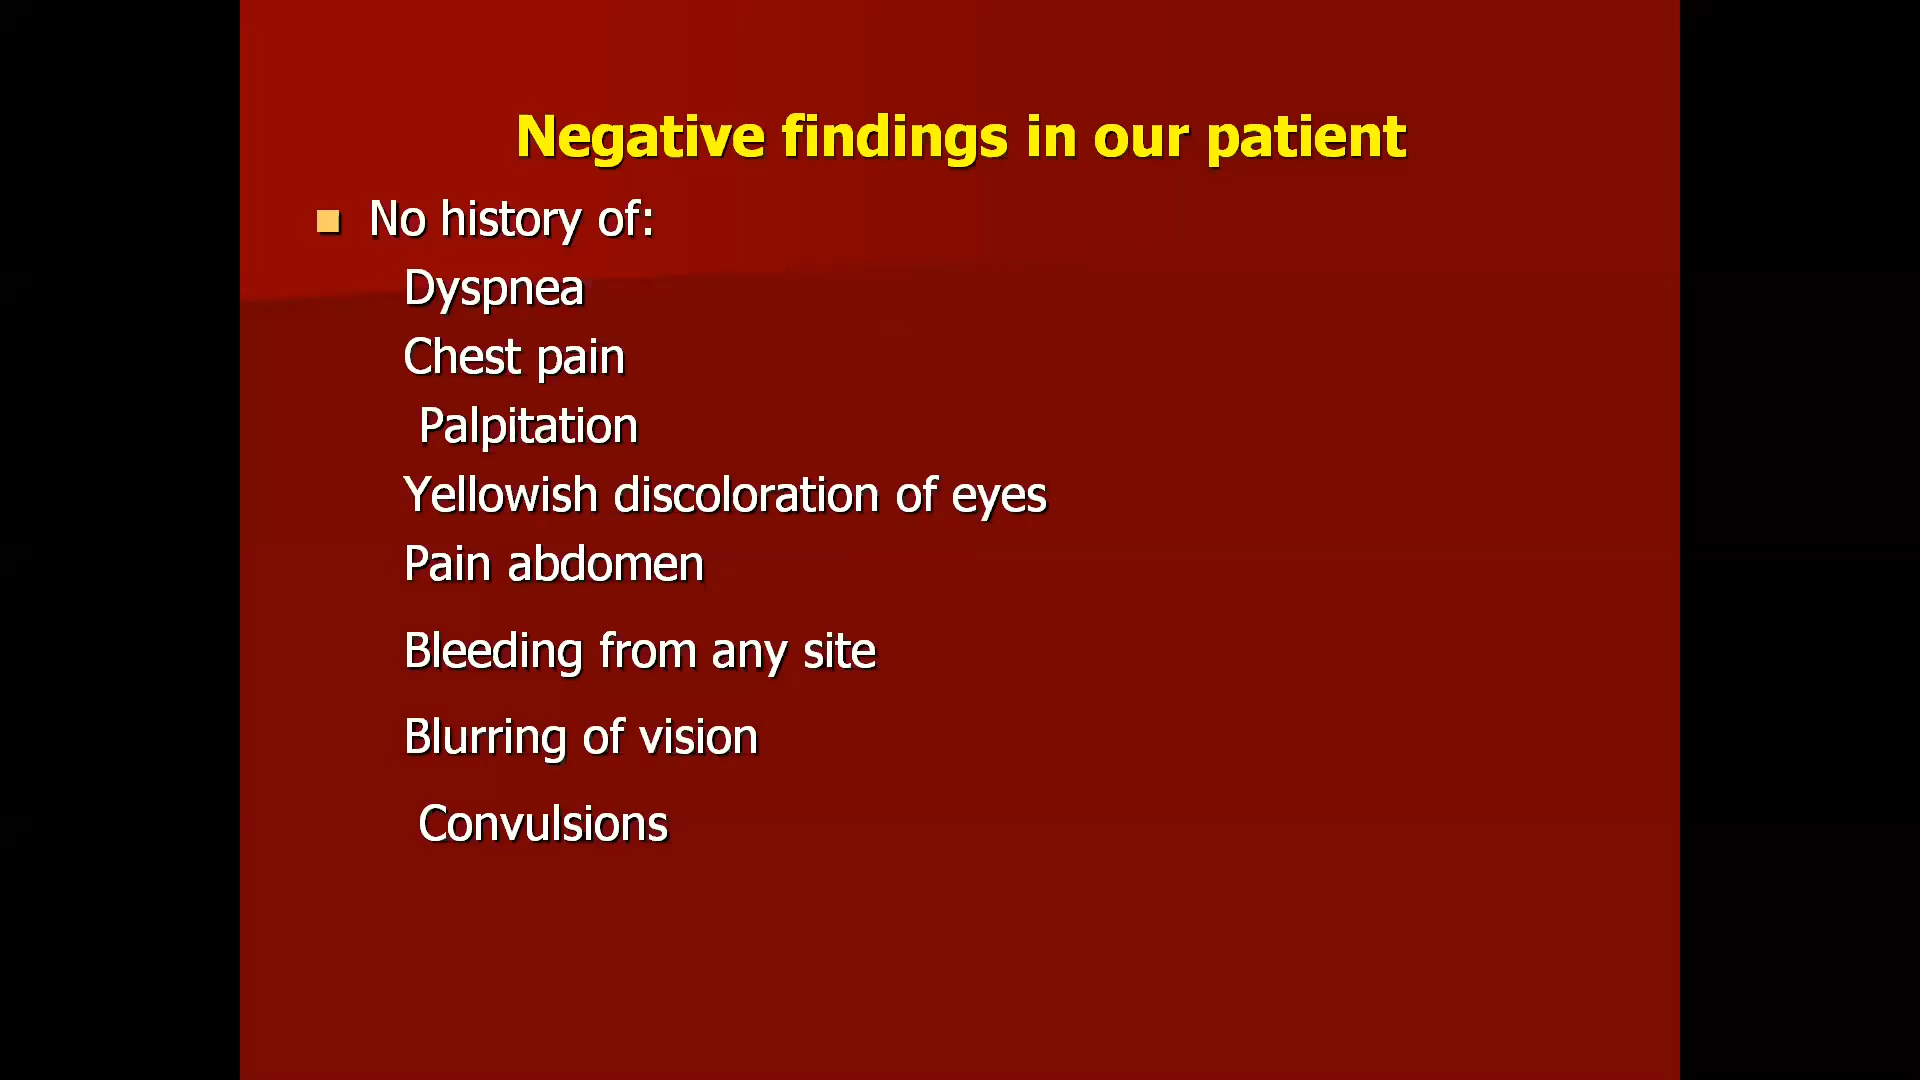 Negative findings in our patient
No history of:
Dyspnea
Chest pain
Palpitation
Yellowish discoloration of eyes
Pain abdomen
Bleeding from any site
Blurring of vision
Convulsions